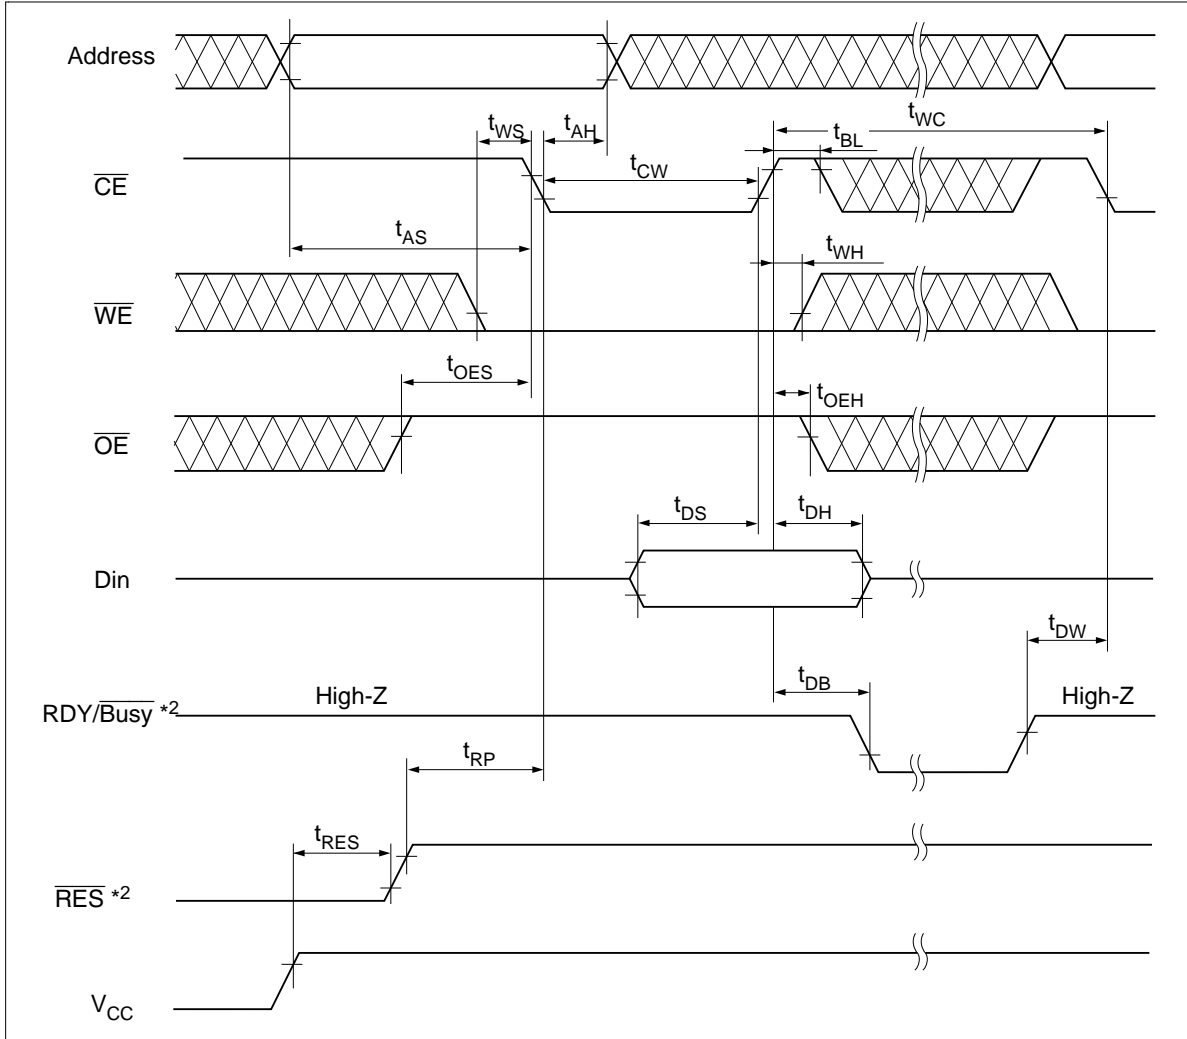 Address
tWS
tAH
tWC
tBL
CE
tCW
tAS
tWH
WE
tOES
tOEH
OE
tDS
tDH
Din
tDW
tDB
High-Z
High-Z
RDY/Busy *2
tRP
tRES
RES *2
VCC